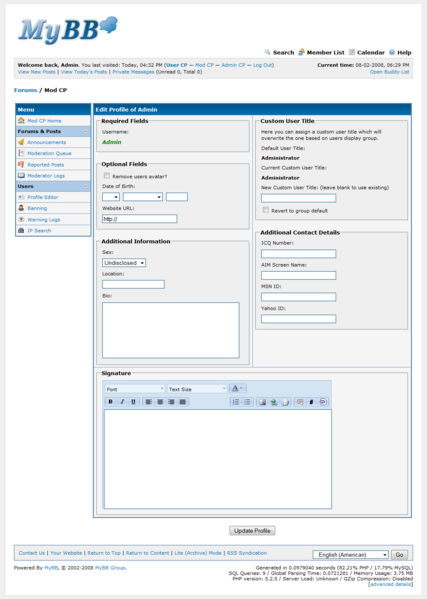 MyBB
Search Member List Calendar Help
Welcome back, Admin. You last visited: Today, 04:32 PM (User CP — Mod CP — Admin CP — Log Out)
Current time: 08-02-2008, 06:29 PM
View New Posts | View Today's Posts | Private Messages (Unread 0, Total 0)
Open Buddy List
Forums / Mod CP
Menu
Mod CP Home
Forums & Posts
Announcements
Moderation Queue
Reported Posts
Moderator Logs
Users
Profile Editor
Banning
Warning Logs
IP Search
Edit Profile of Admin
Required Fields
Username:
Admin
Optional Fields
Remove users avatar?
Date of Birth:
Website URL:
http://
Additional Information
Sex:
Undisclosed
Location:
Bio:
Custom User Title
Here you can assign a custom user title which will
overwrite the one based on users display group.
Default User Title:
Administrator
Current Custom User Title:
Administrator
New Custom User Title: (leave blank to use existing)
Revert to group default
Additional Contact Details
ICQ Number:
AIM Screen Name:
MSN ID:
Yahoo ID:
Signature
Font Text Size A
B I U
Update Profile
Contact Us | Your Website | Return to Top | Return to Content | Lite (Archive) Mode | RSS Syndication
English (American) Go
Powered By MyBB, © 2002-2008 MyBB Group.
Generated in 0.0979040 seconds (82.21% PHP / 17.79% MySQL)
SQL Queries: 9 / Global Parsing Time: 0.0721281 / Memory Usage: 3.75 MB
PHP version: 5.2.5 / Server Load: Unknown / GZip Compression: Disabled
[advanced details]